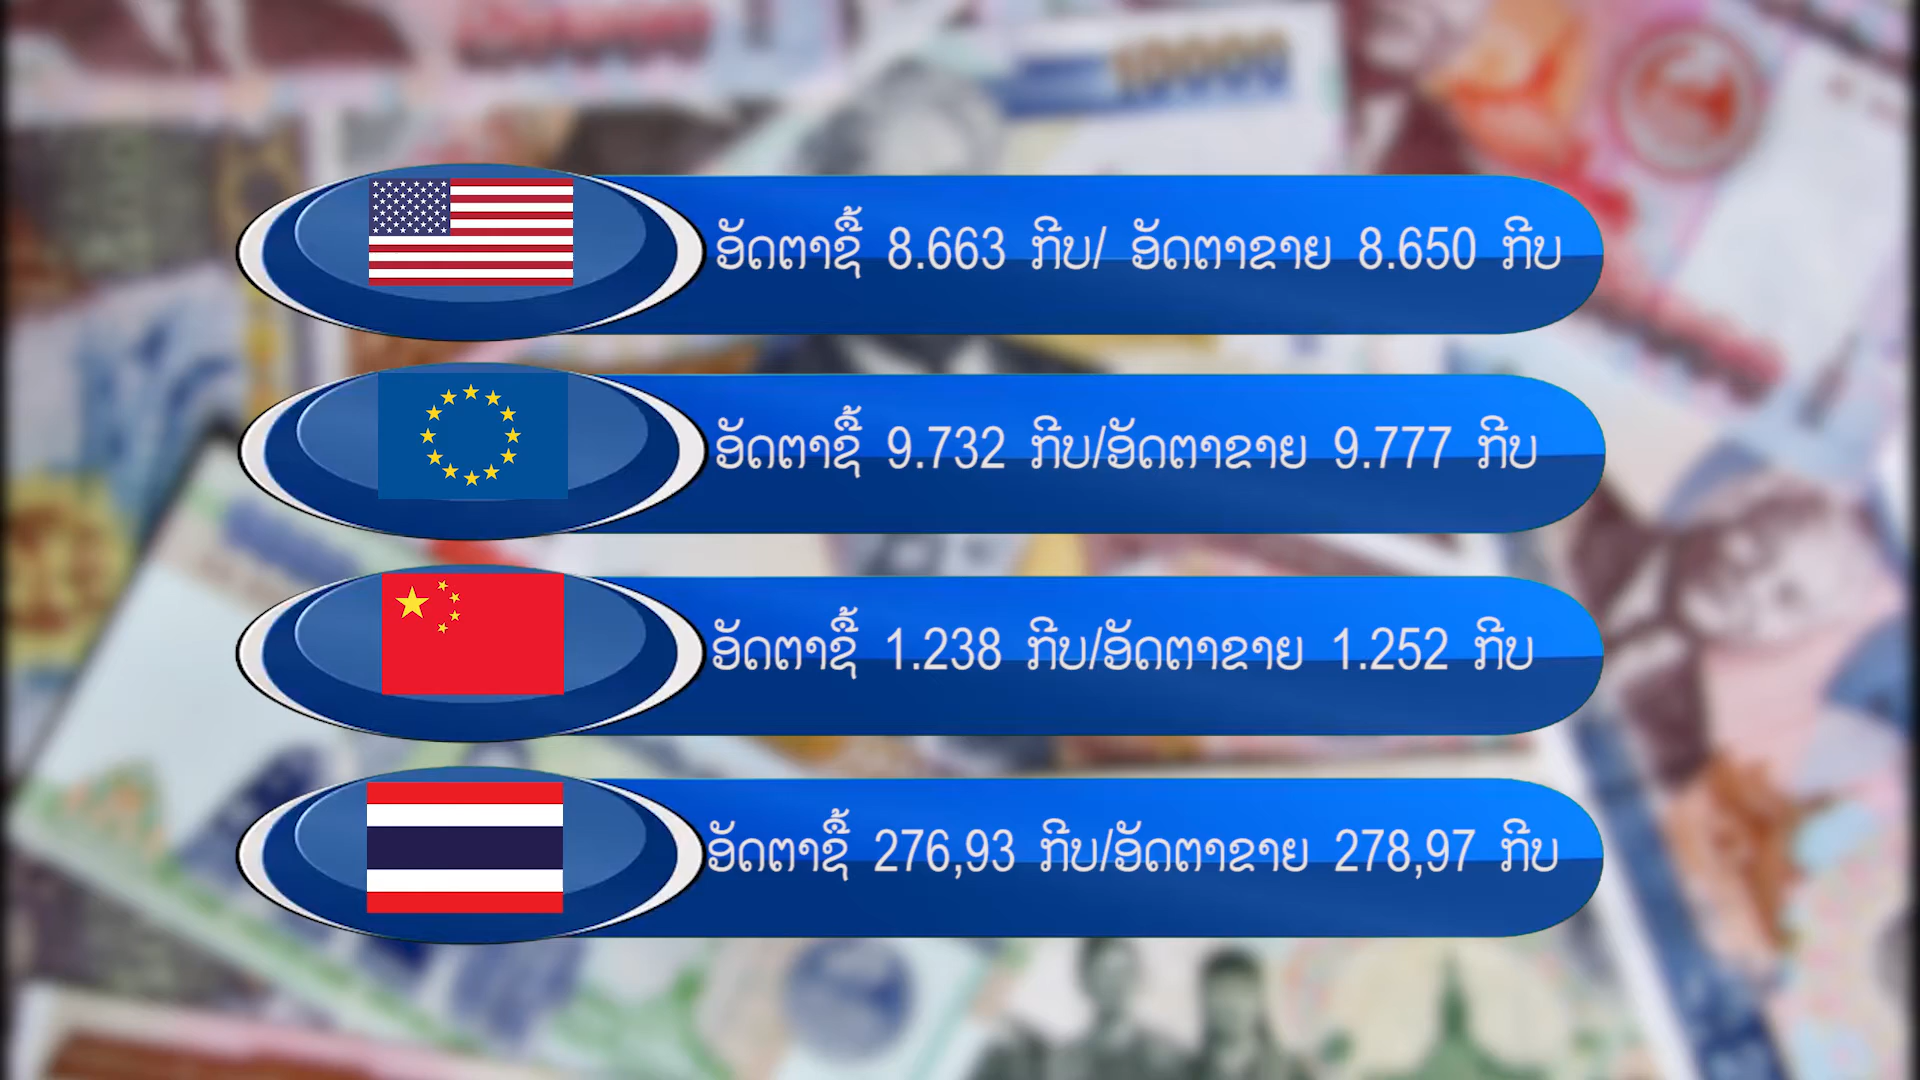 ອັດຕາຊື້ 8.663 ກີບ/ ອັດຕາຂາຍ 8.650 ກີບ
ອັດຕາຊື້ 9.732 ກີບ/ອັດຕາຂາຍ 9.777 ກີບ
ອັດຕາຊື້ 1.238 ກີບ/ອັດຕາຂາຍ 1.252 ກີບ
ອັດຕາຊື້ 276,93 ກີບ/ອັດຕາຂາຍ 278,97 ກີບ